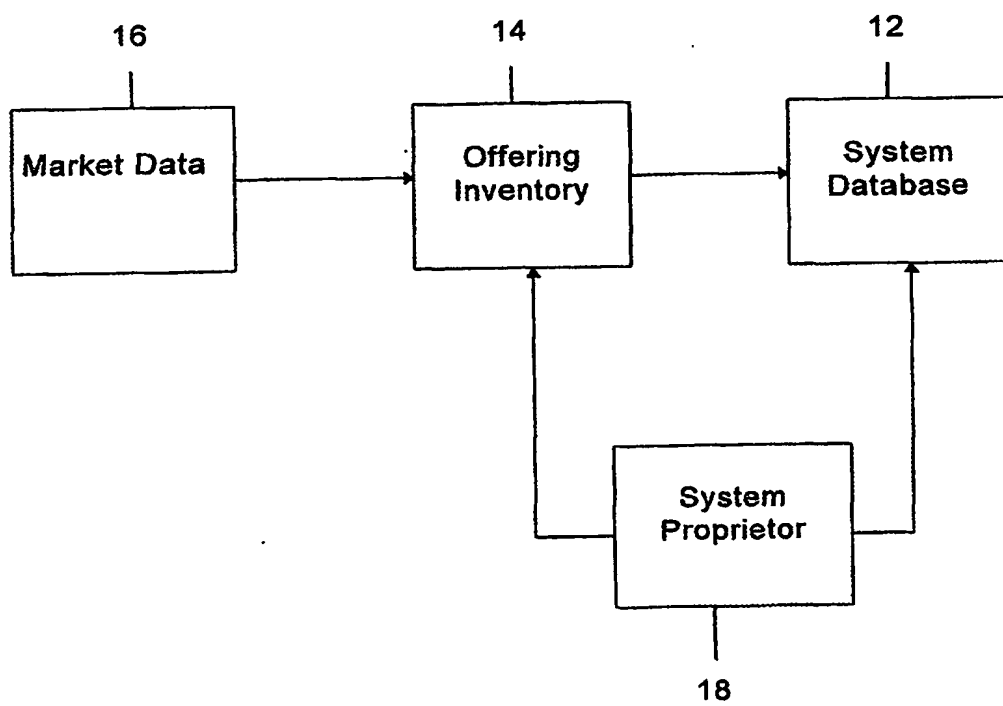 16
14
12
Market Data
Offering
Inventory
System
Database
System
Proprietor
18